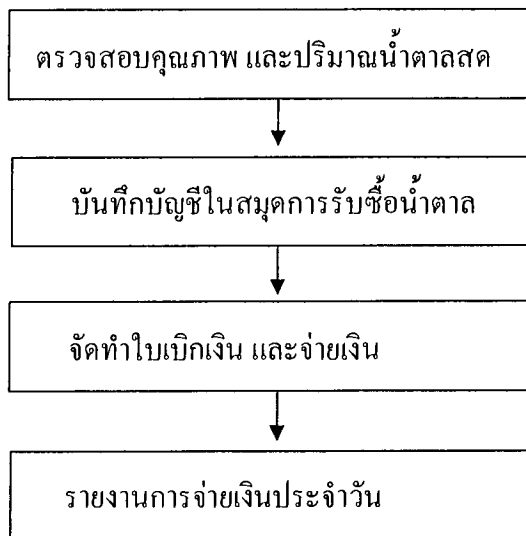 ตรวจสอบคุณภาพ และปริมาณน้ำตาลสด
บันทึกบัญชีในสมุดการรับซื้อน้ำตาล
จัดทำใบเบิกเงิน และจ่ายเงิน
รายงานการจ่ายเงินประจำวัน